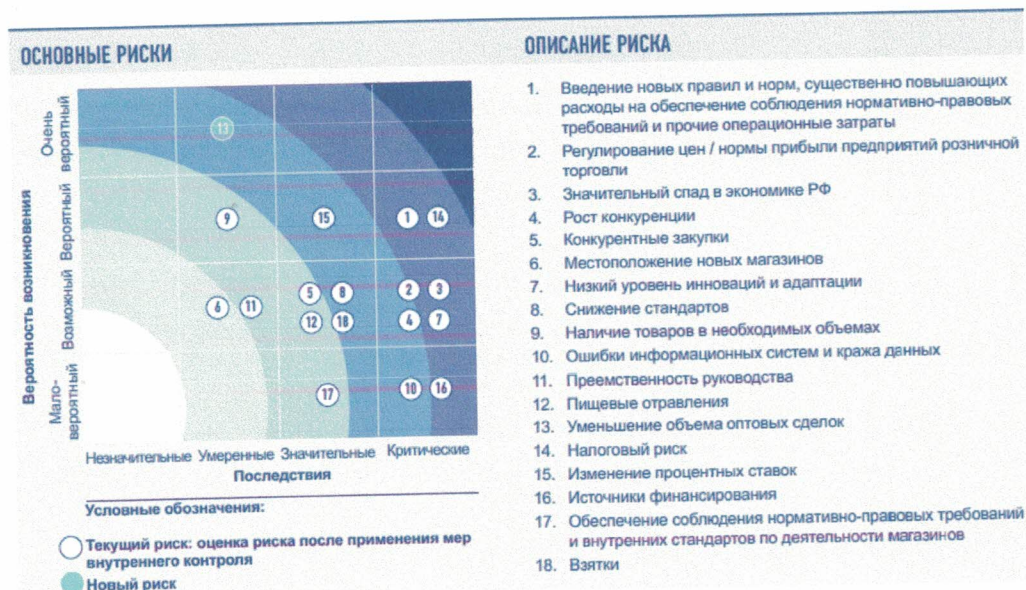 ОСНОВНЫЕ РИСКИ
Очень
вероятный
Вероятный
Возможный
Мало-
вероятный
Вероятность возникновения
13
9
15
1
14
6
11
5
8
12
18
2
3
4
7
17
10
16
Незначительные Умеренные Значительные Критические
Последствия
Условные обозначения:
Текущий риск: оценка риска после применения мер
внутреннего контроля
Новый риск
ОПИСАНИЕ РИСКА
1. Введение новых правил и норм, существенно повышающих
расходы на обеспечение соблюдения нормативно-правовых
требований и прочие операционные затраты
2. Регулирование цен / нормы прибыли предприятий розничной
торговли
3. Значительный спад в экономике РФ
4. Рост конкуренции
5. Конкурентные закупки
6. Местоположение новых магазинов
7. Низкий уровень инноваций и адаптации
8. Снижение стандартов
9. Наличие товаров в необходимых объемах
10. Ошибки информационных систем и кража данных
11. Преемственность руководства
12. Пищевые отравления
13. Уменьшение объема оптовых сделок
14. Налоговый риск
15. Изменение процентных ставок
16. Источники финансирования
17. Обеспечение соблюдения нормативно-правовых требований
и внутренних стандартов по деятельности магазинов
18. Взятки